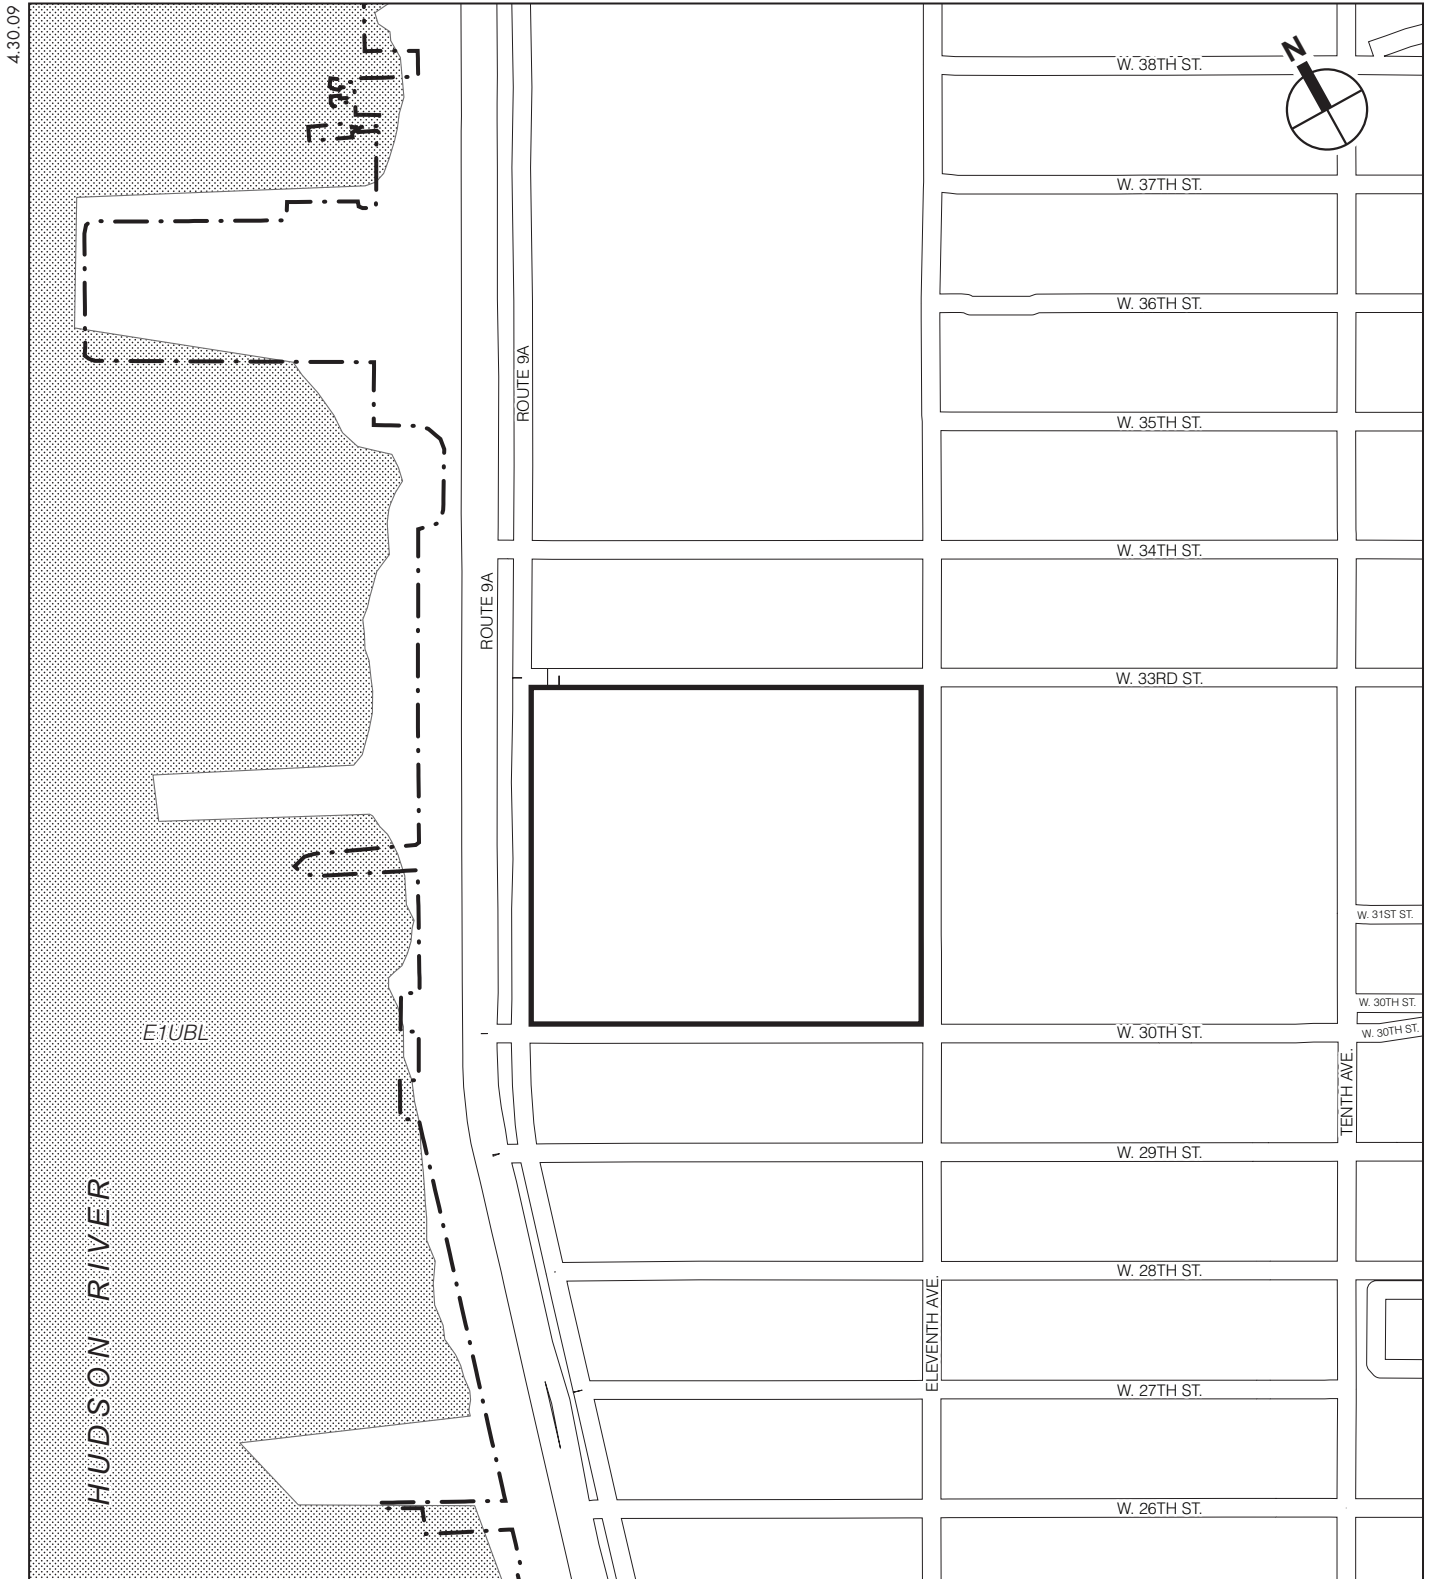 4.30.09
N
W. 38TH ST.
W. 37TH ST.
W. 36TH ST.
ROUTE 9A
W. 35TH ST.
W. 34TH ST.
ROUTE 9A
W. 33RD ST.
W. 31ST ST.
W. 30TH ST.
E1UBL
W. 30TH ST.
W. 30TH ST.
TENTH AVE.
W. 29TH ST.
HUDSON RIVER
W. 28TH ST.
ELEVENTH AVE.
W. 27TH ST.
W. 26TH ST.